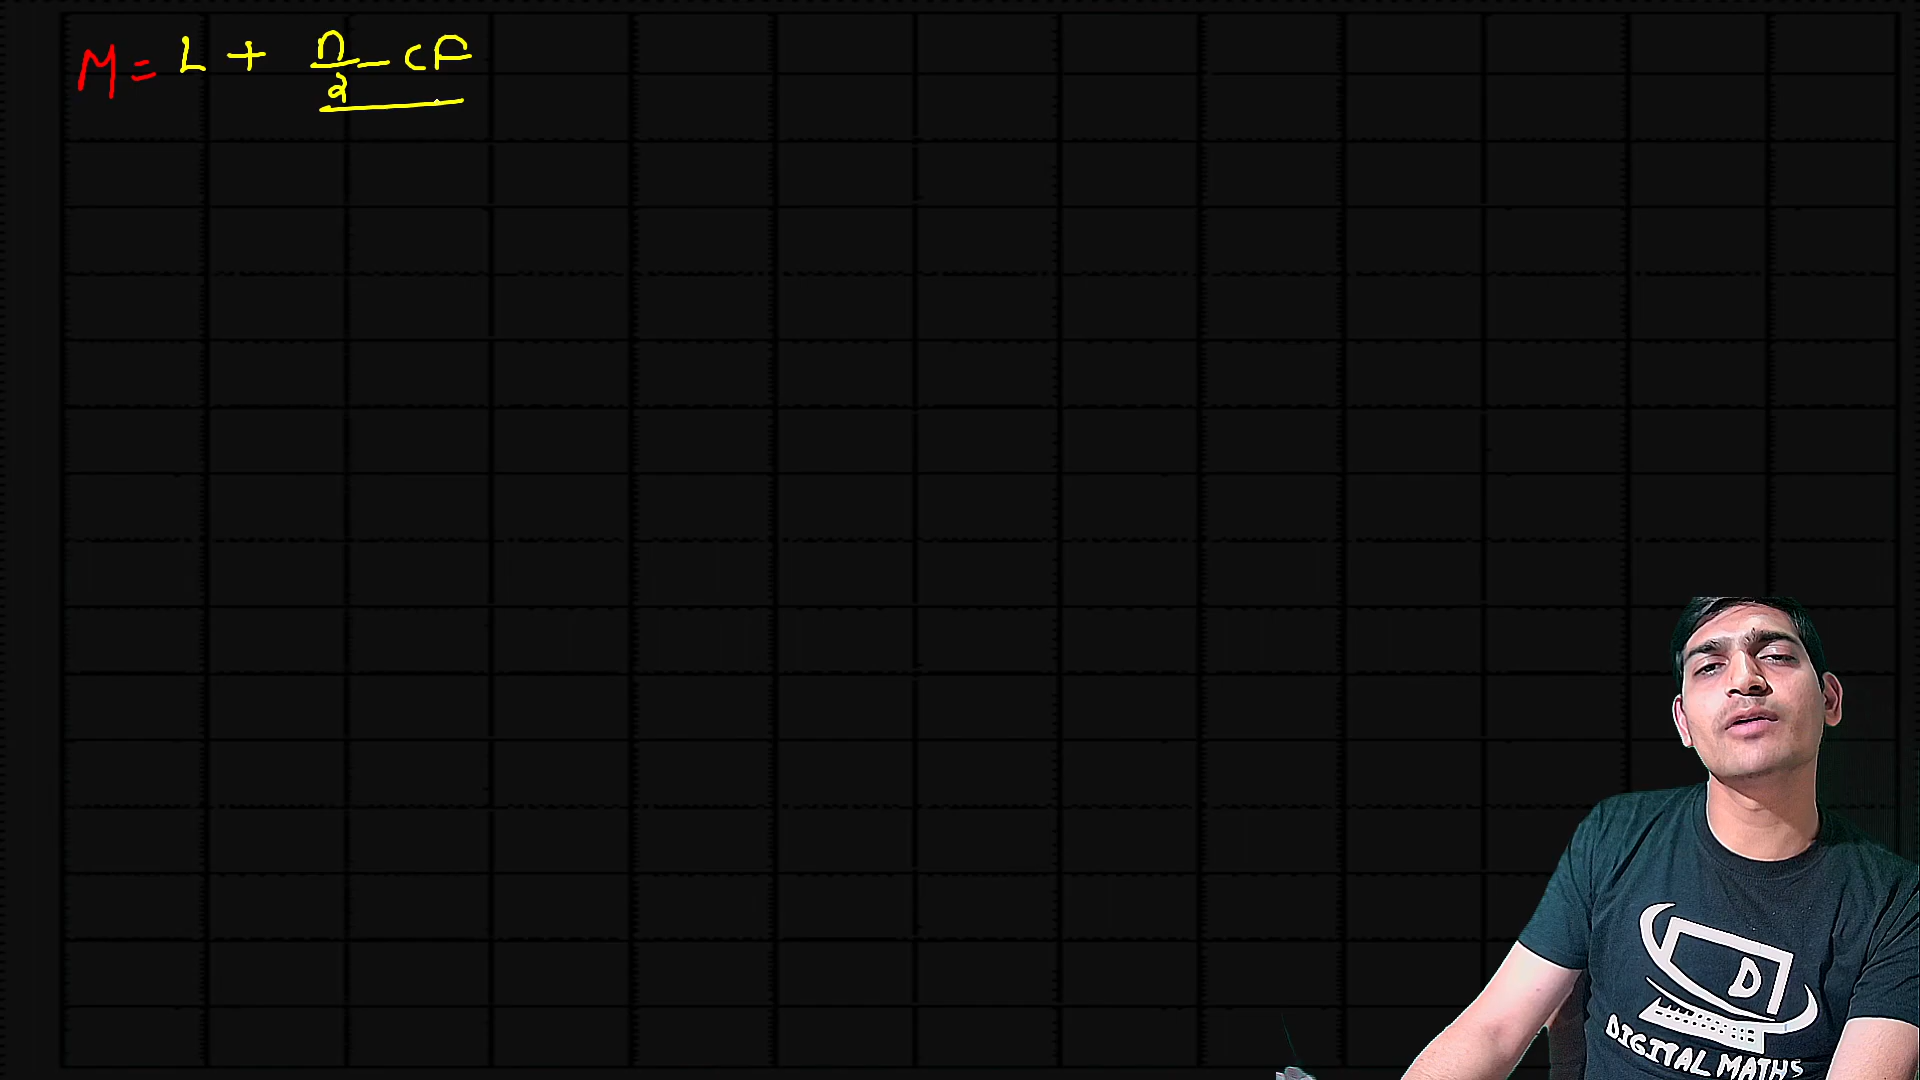 M = L + n/2 - CF
D
DIGITAL MATHS